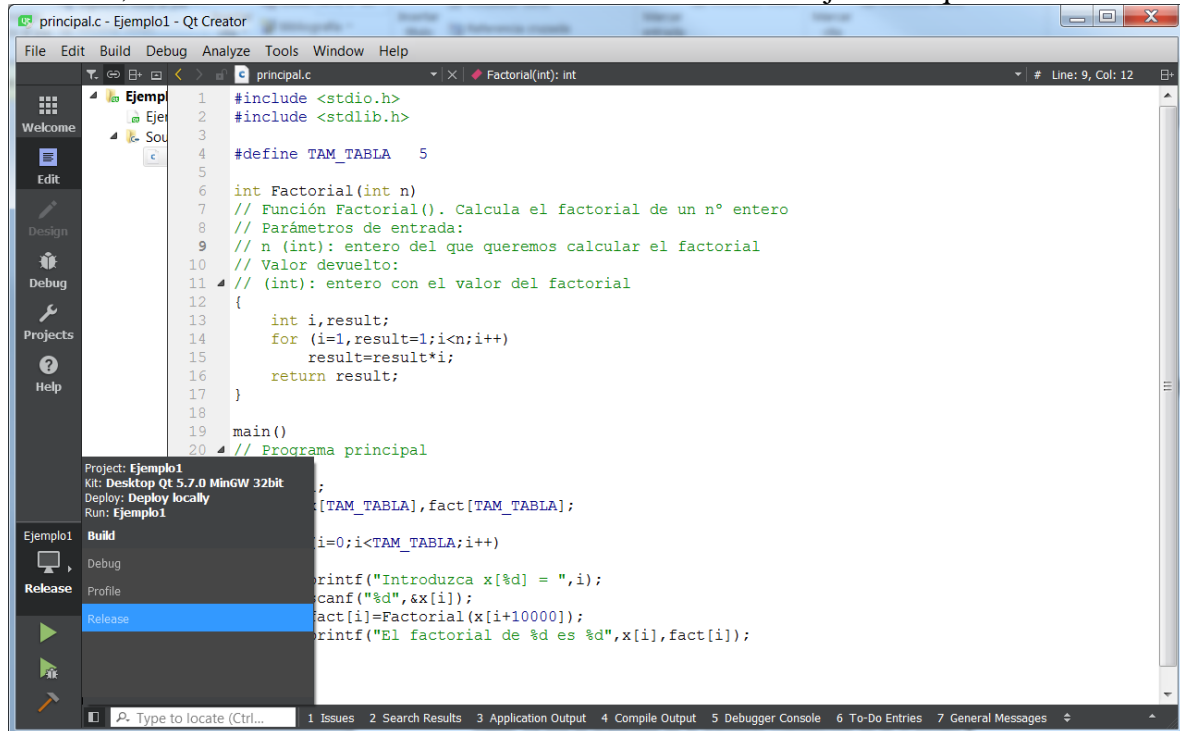 principal.c - Ejemplo1 - Qt Creator
File Edit Build Debug Analyze Tools Window Help
principal.c Factorial(int): int # Line: 9, Col: 12
Welcome
Edit
Design
Debug
Projects
Help
Ejempl
Ejer
Sou
1 #include <stdio.h>
2 #include <stdlib.h>
3
4 #define TAM_TABLA 5
5
6 int Factorial(int n)
7 // Función Factorial(). Calcula el factorial de un nº entero
8 // Parámetros de entrada:
9 // n (int): entero del que queremos calcular el factorial
10 // Valor devuelto:
11 // (int): entero con el valor del factorial
12 {
13 int i,result;
14 for (i=1,result=1;i<n;i++)
15 result=result*i;
16 return result;
17 }
18
19 main()
20 // Programa principal
;
[TAM_TABLA],fact[TAM_TABLA];
i=0;i<TAM_TABLA;i++)
rintf("Introduzca x[%d] = ",i);
canf("%d",&x[i]);
act[i]=Factorial(x[i+10000]);
rintf("El factorial de %d es %d",x[i],fact[i]);
Project: Ejemplo1
Kit: Desktop Qt 5.7.0 MinGW 32bit
Deploy: Deploy locally
Run: Ejemplo1
Build
Debug
Profile
Release
Ejemplo1
Release
Type to locate (Ctrl... 1 Issues 2 Search Results 3 Application Output 4 Compile Output 5 Debugger Console 6 To-Do Entries 7 General Messages